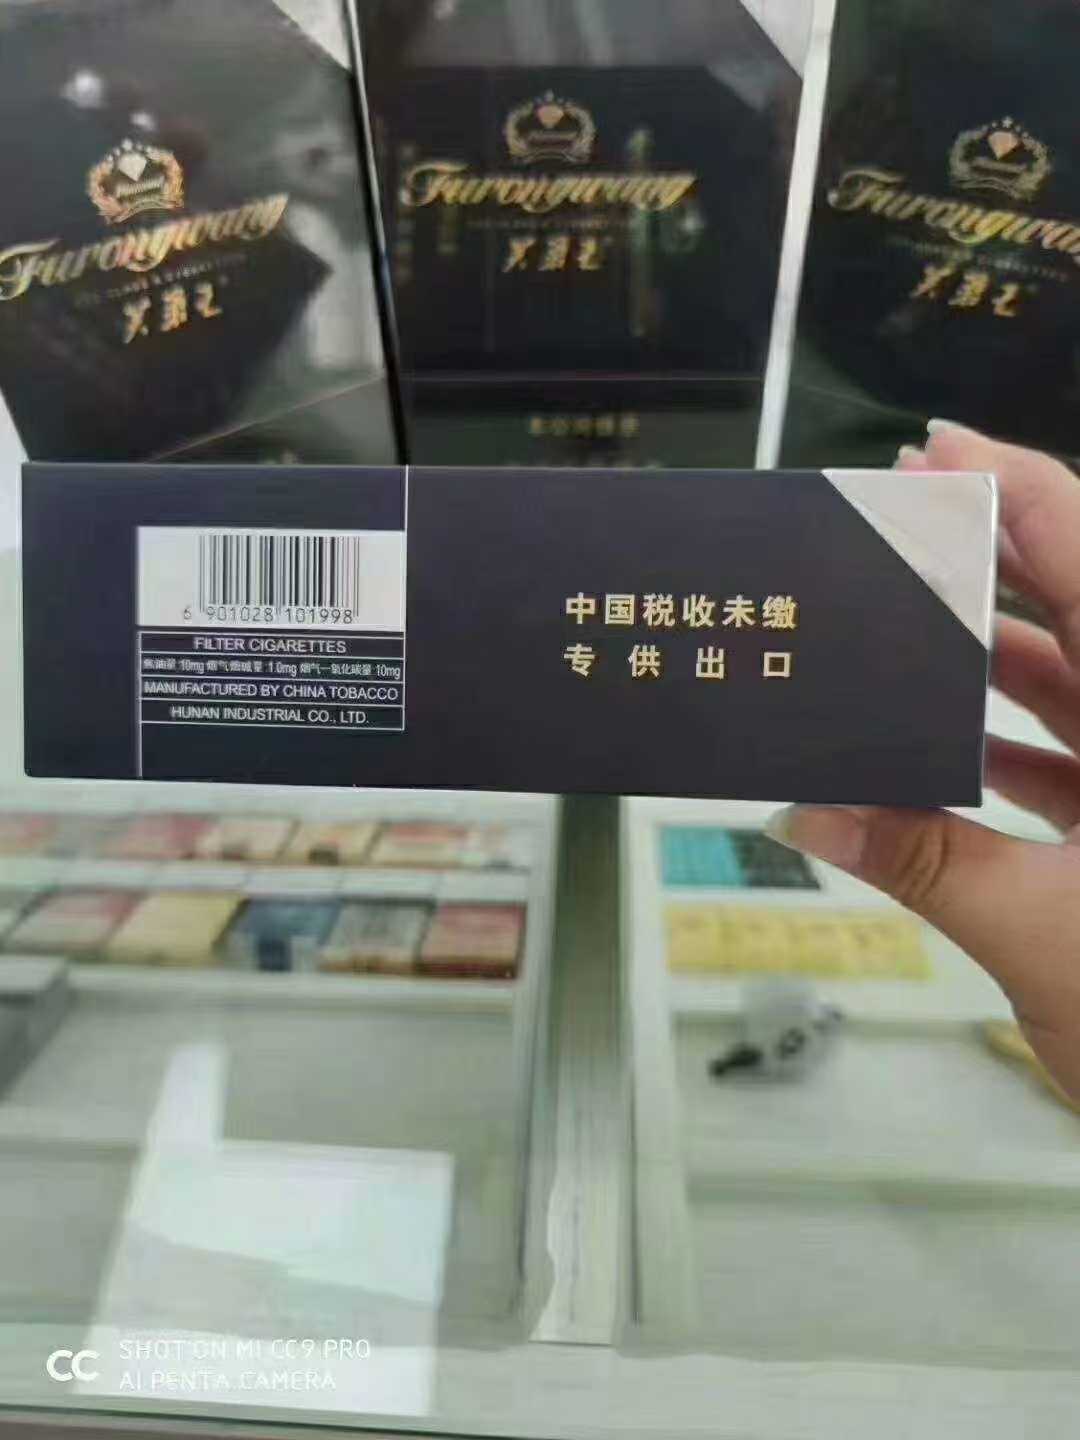 Furongwang
芙蓉王
Furongwang
芙蓉王
Furongwa
芙蓉王
6 901028 101998
FILTER CIGARETTES
焦油量 10mg 烟气烟碱量 1.0mg 烟气一氧化碳量 10mg
MANUFACTURED BY CHINA TOBACCO
HUNAN INDUSTRIAL CO., LTD.
中国税收未缴
专供出口
SHOT ON MI CC9 PRO
AI PENTA CAMERA